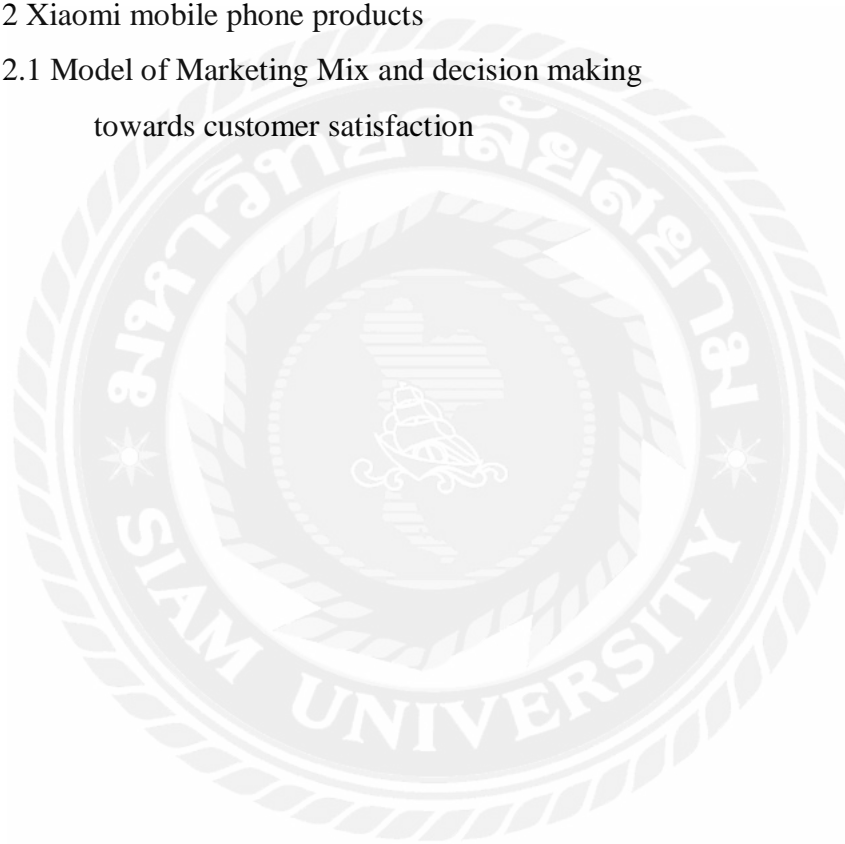 2 Xiaomi mobile phone products
2.1 Model of Marketing Mix and decision making
towards customer satisfaction
มหาวิทยาลัยสยาม
SIAM UNIVERSITY